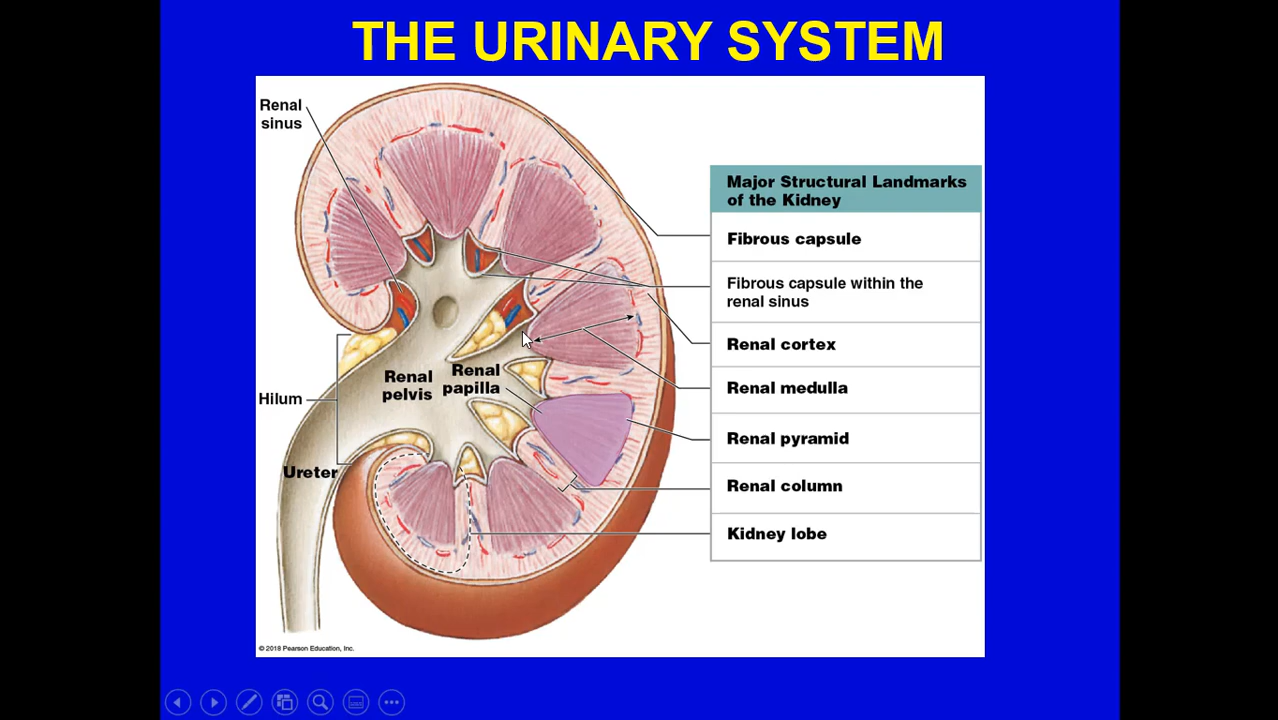 THE URINARY SYSTEM
Renal
sinus
Hilum
Ureter
Renal
pelvis
Renal
papilla
Major Structural Landmarks
of the Kidney
Fibrous capsule
Fibrous capsule within the
renal sinus
Renal cortex
Renal medulla
Renal pyramid
Renal column
Kidney lobe
© 2018 Pearson Education, Inc.